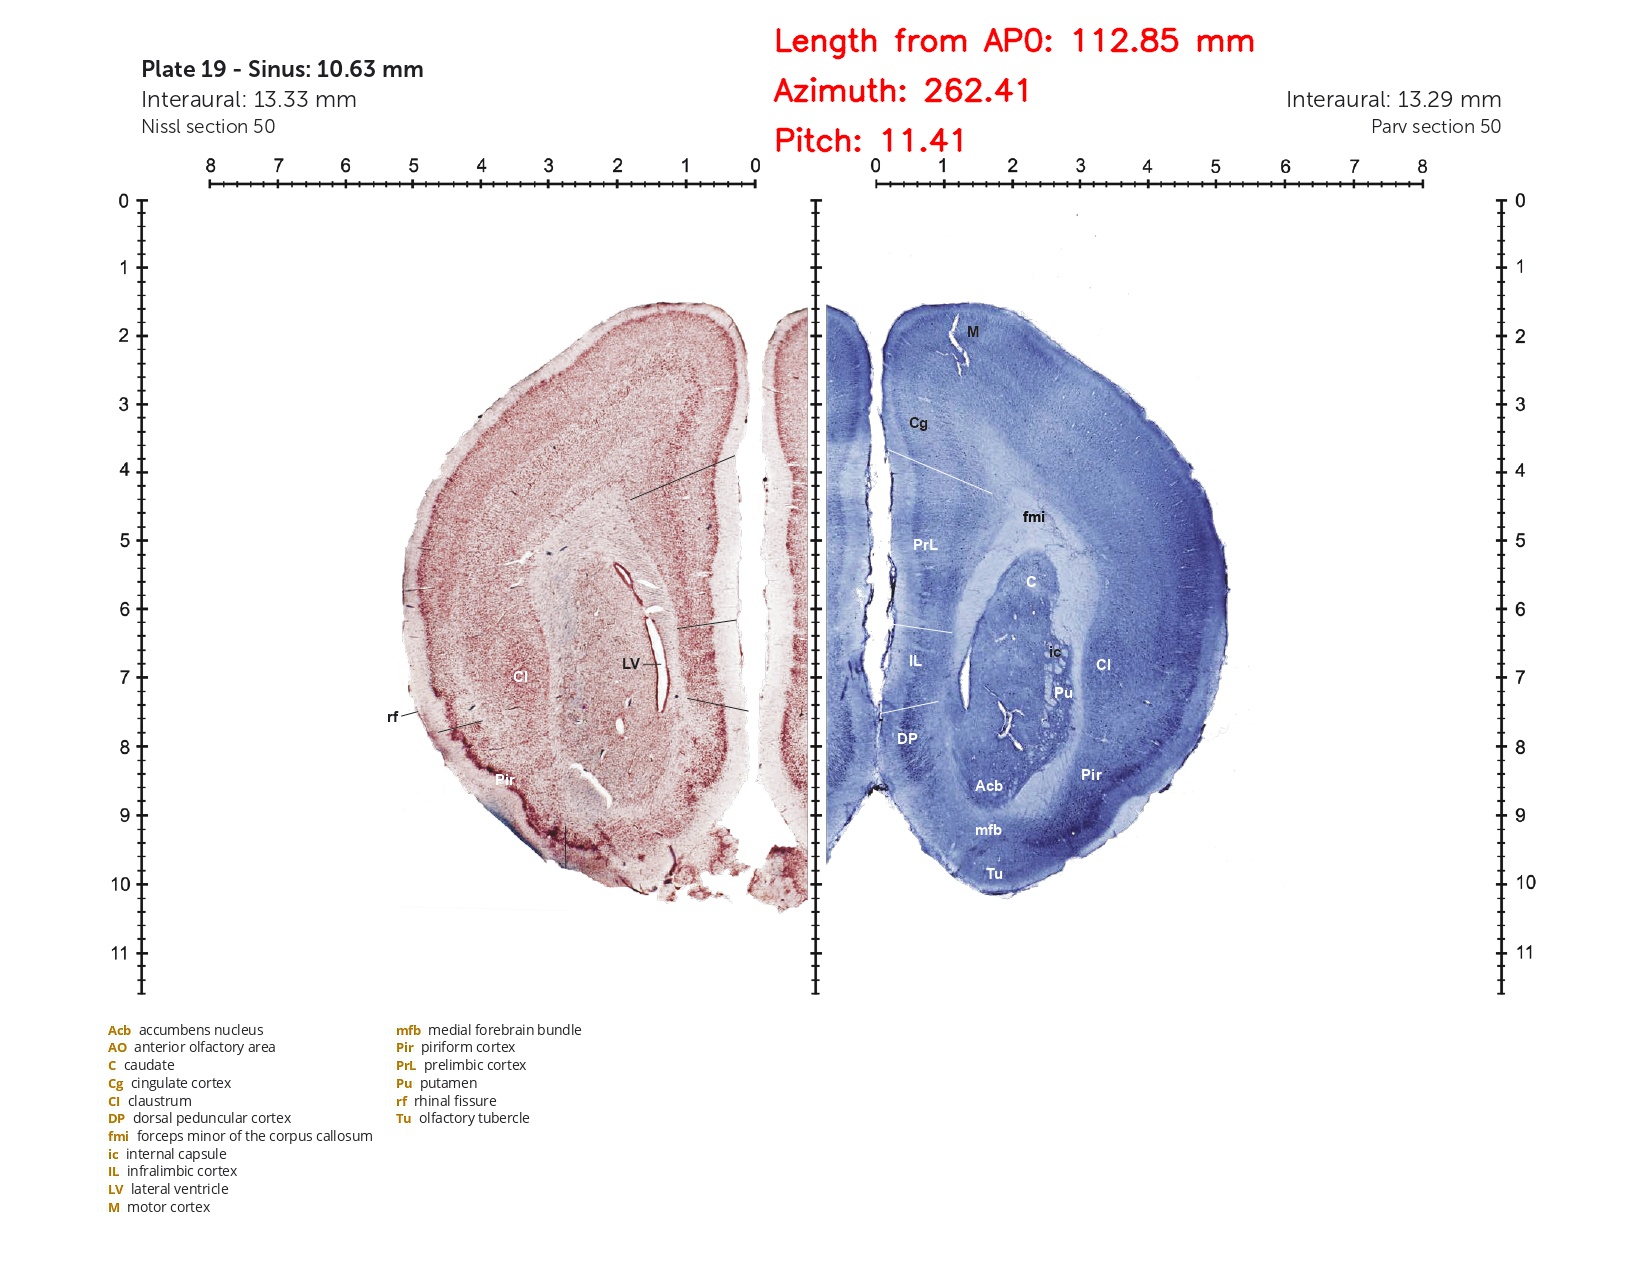 Length from AP0: 112.85 mm
Plate 19 - Sinus: 10.63 mm
Azimuth: 262.41
Interaural: 13.33 mm
Interaural: 13.29 mm
Nissl section 50
Parv section 50
Pitch: 11.41
8 7 6 5 4 3 2 1 0
0 1 2 3 4 5 6 7 8
0 0
1 1
2 2
M
3 3
Cg
4 4
fmi
5 5
PrL
C
6 6
LV ic
IL Cl
Cl 7 7
Pu
rf
DP
8 8
Pir Pir
Acb
9 9
mfb
Tu
10 10
11 11
Acb accumbens nucleus
AO anterior olfactory area
C caudate
Cg cingulate cortex
CI claustrum
DP dorsal peduncular cortex
fmi forceps minor of the corpus callosum
ic internal capsule
IL infralimbic cortex
LV lateral ventricle
M motor cortex
mfb medial forebrain bundle
Pir piriform cortex
PrL prelimbic cortex
Pu putamen
rf rhinal fissure
Tu olfactory tubercle